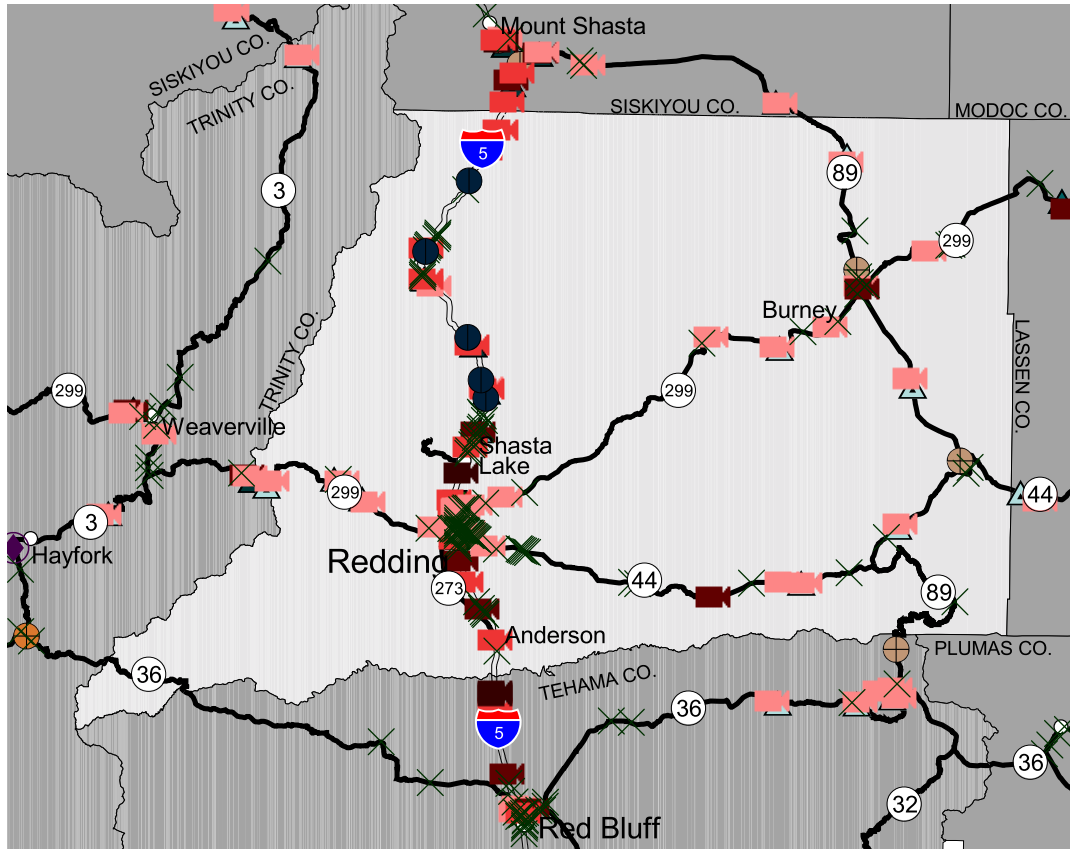 Mount Shasta
SISKIYOU CO.
TRINITY CO.
SISKIYOU CO.
MODOC CO.
5
89
3
299
Burney
LASSEN CO.
TRINITY CO.
299
299
Weaverville
Shasta
Lake
299
44
3
Hayfork
Redding
273
44
89
Anderson
PLUMAS CO.
36
TEHAMA CO.
36
5
36
32
Red Bluff